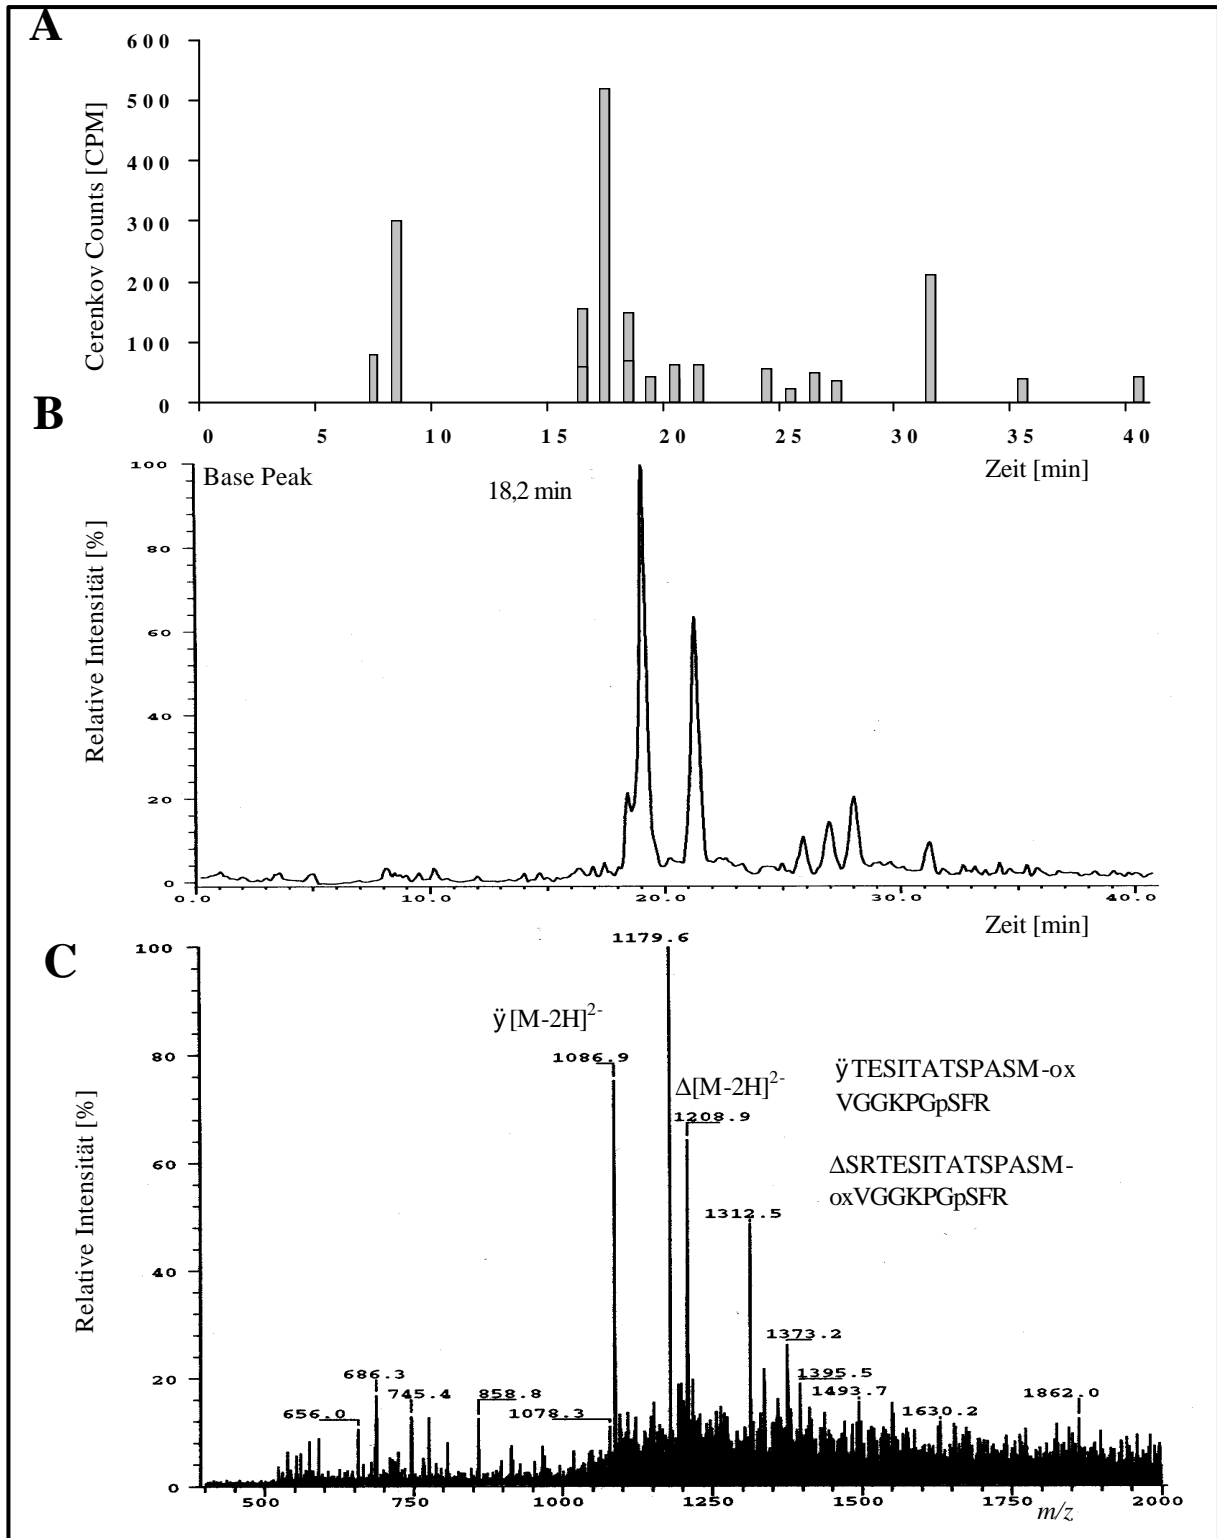 A
600
500
400
300
200
100
0
Cerenkov Counts [CPM]
0 5 10 15 20 25 30 35 40
Zeit [min]
B
Base Peak
18,2 min
100
80
60
40
20
0
Relative Intensität [%]
0.0 10.0 20.0 30.0 40.0
Zeit [min]
C
100
80
60
40
20
0
Relative Intensität [%]
1179.6
ÿ[M-2H]2-
1086.9
Δ[M-2H]2-
1208.9
ÿTESITATSPASM-ox
VGGKPGpSFR
ΔSRTESITATSPASM-
oxVGGKPGpSFR
1312.5
1373.2
1395.5
1493.7
1630.2
1862.0
686.3
745.4
858.8
656.0
1078.3
500 750 1000 1250 1500 1750 2000
m/z